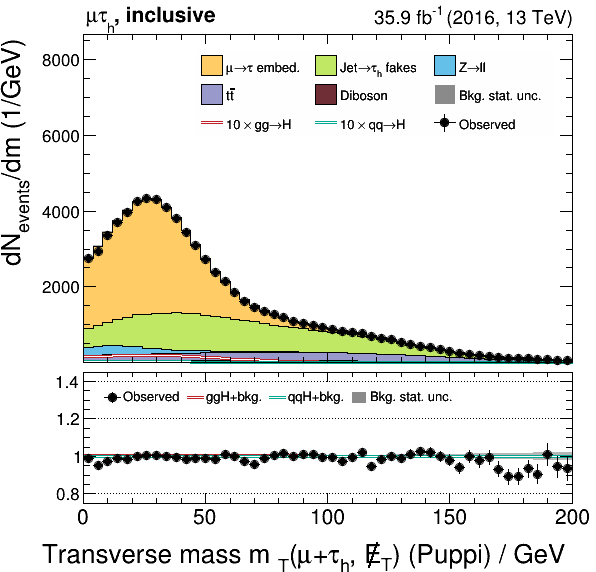 μτh, inclusive
35.9 fb-1 (2016, 13 TeV)
dNevents/dm (1/GeV)
8000
6000
4000
2000
μ→τ embed.
Jet→τh fakes
Z→ll
tt̄
Diboson
Bkg. stat. unc.
10 × gg→H
10 × qq→H
Observed
1.4
1.2
1
0.8
Observed
ggH+bkg.
qqH+bkg.
Bkg. stat. unc.
0
50
100
150
200
Transverse mass m T(μ+τh, E̸T) (Puppi) / GeV